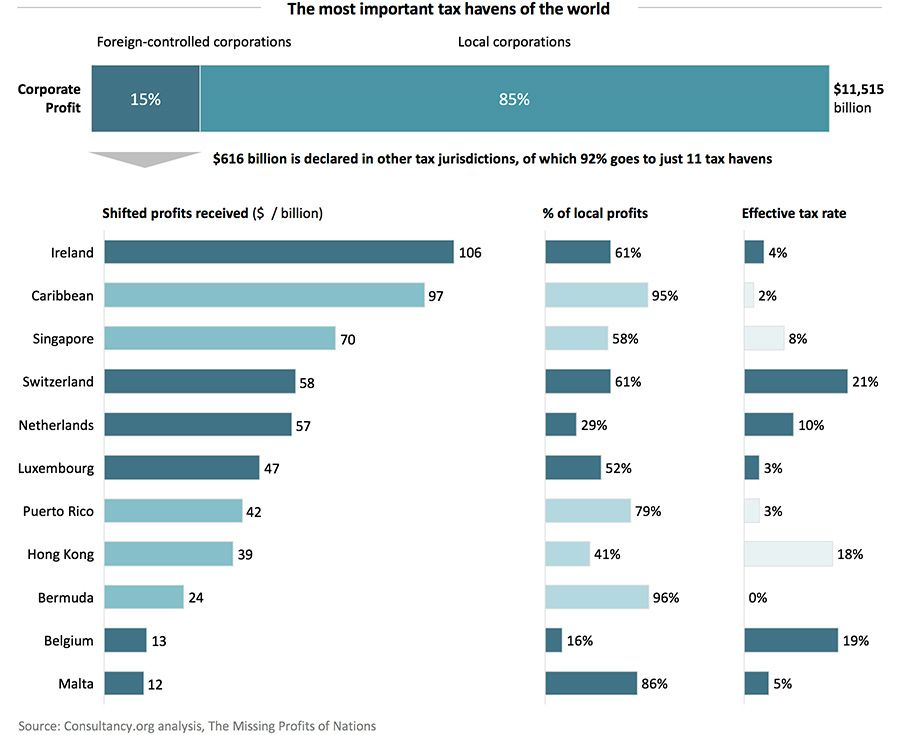 The most important tax havens of the world
Foreign-controlled corporations Local corporations
Corporate Profit 15% 85% $11,515 billion
$616 billion is declared in other tax jurisdictions, of which 92% goes to just 11 tax havens
Shifted profits received ($ / billion) % of local profits Effective tax rate
Ireland 106 61% 4%
Caribbean 97 95% 2%
Singapore 70 58% 8%
Switzerland 58 61% 21%
Netherlands 57 29% 10%
Luxembourg 47 52% 3%
Puerto Rico 42 79% 3%
Hong Kong 39 41% 18%
Bermuda 24 96% 0%
Belgium 13 16% 19%
Malta 12 86% 5%
Source: Consultancy.org analysis, The Missing Profits of Nations